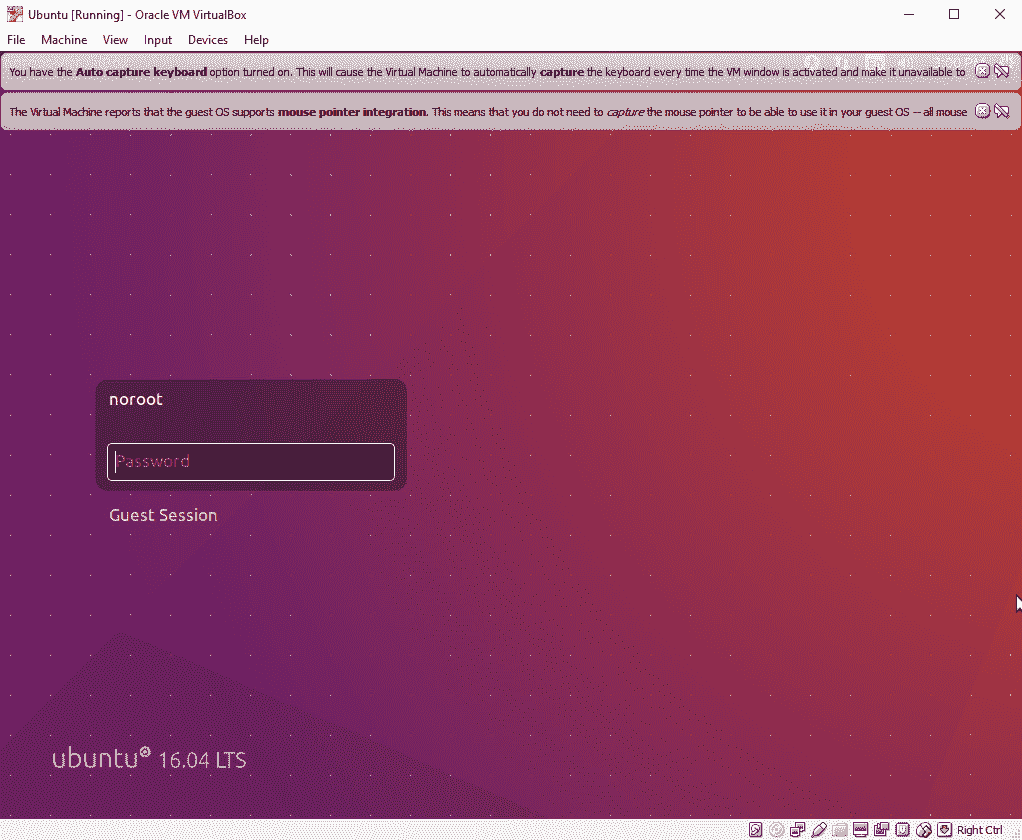 Ubuntu [Running] - Oracle VM VirtualBox
File Machine View Input Devices Help
You have the Auto capture keyboard option turned on. This will cause the Virtual Machine to automatically capture the keyboard every time the VM window is activated and make it unavailable to
The Virtual Machine reports that the guest OS supports mouse pointer integration. This means that you do not need to capture the mouse pointer to be able to use it in your guest OS -- all mouse
noroot
Password
Guest Session
ubuntu® 16.04 LTS
Right Ctrl